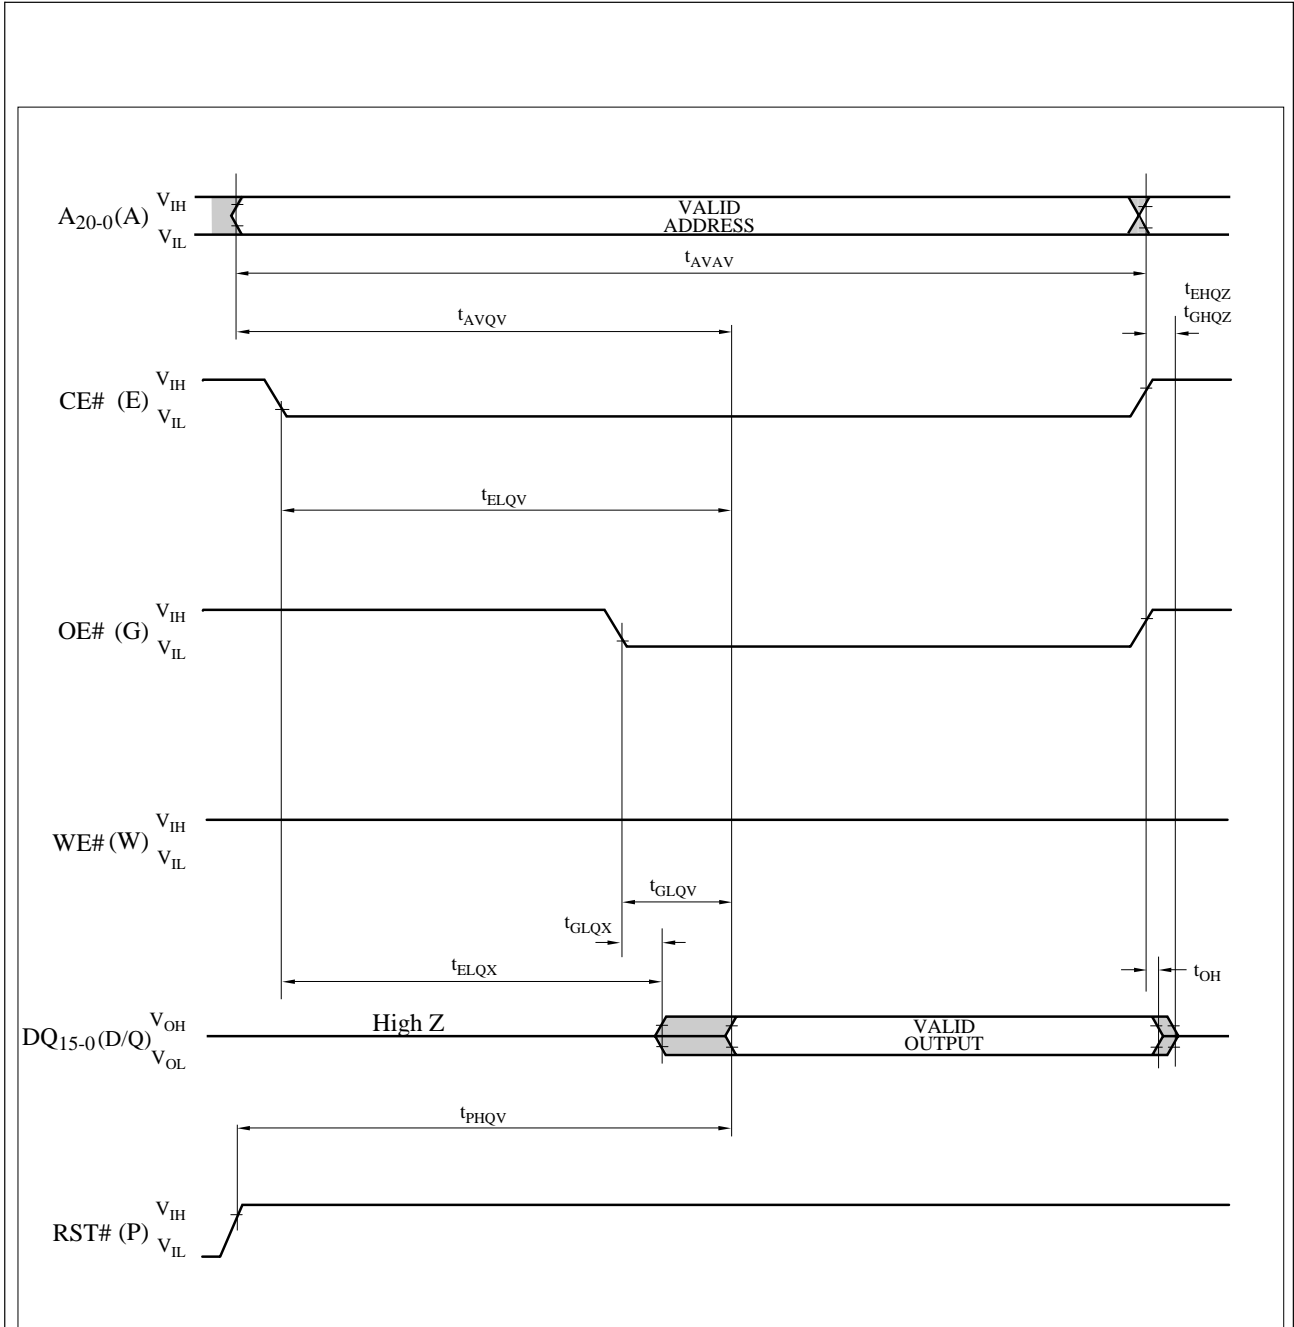 A20-0(A) VIH
VIL
VALID
ADDRESS
tAVAV
tEHQZ
tGHQZ
tAVQV
CE# (E) VIH
VIL
tELQV
OE# (G) VIH
VIL
WE# (W) VIH
VIL
tGLQV
tGLQX
tELQX
tOH
DQ15-0(D/Q) VOH
VOL
High Z
VALID
OUTPUT
tPHQV
RST# (P) VIH
VIL